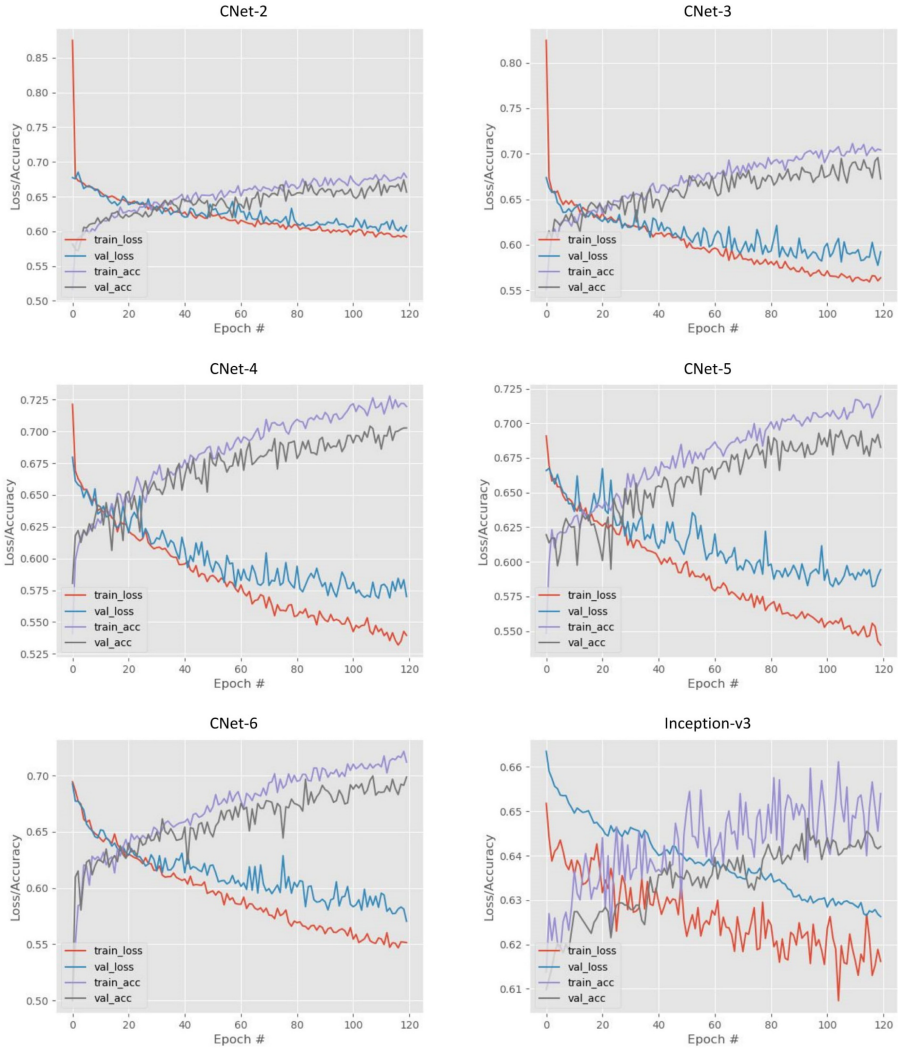 CNet-2
0.85
0.80
0.75
0.70
0.65
0.60
0.55
0.50
Loss/Accuracy
train_loss
val_loss
train_acc
val_acc
0 20 40 60 80 100 120
Epoch #
CNet-3
0.80
0.75
0.70
0.65
0.60
0.55
Loss/Accuracy
train_loss
val_loss
train_acc
val_acc
0 20 40 60 80 100 120
Epoch #
CNet-4
0.725
0.700
0.675
0.650
0.625
0.600
0.575
0.550
0.525
Loss/Accuracy
train_loss
val_loss
train_acc
val_acc
0 20 40 60 80 100 120
Epoch #
CNet-5
0.725
0.700
0.675
0.650
0.625
0.600
0.575
0.550
Loss/Accuracy
train_loss
val_loss
train_acc
val_acc
0 20 40 60 80 100 120
Epoch #
CNet-6
0.70
0.65
0.60
0.55
0.50
Loss/Accuracy
train_loss
val_loss
train_acc
val_acc
0 20 40 60 80 100 120
Epoch #
Inception-v3
0.66
0.65
0.64
0.63
0.62
0.61
Loss/Accuracy
train_loss
val_loss
train_acc
val_acc
0 20 40 60 80 100 120
Epoch #